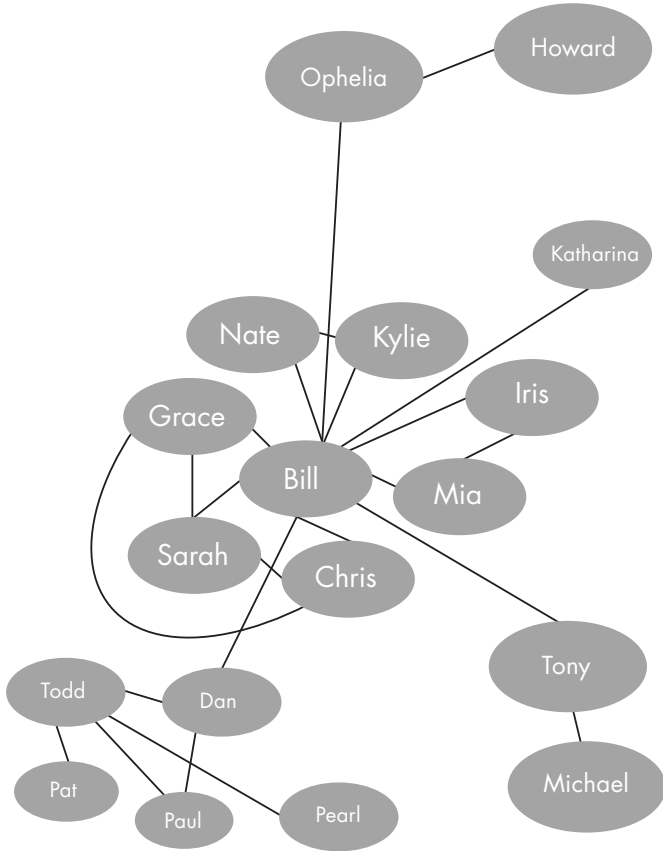 Howard
Ophelia
Katharina
Nate
Kylie
Iris
Grace
Bill
Mia
Sarah
Chris
Tony
Todd
Dan
Michael
Pat
Pearl
Paul